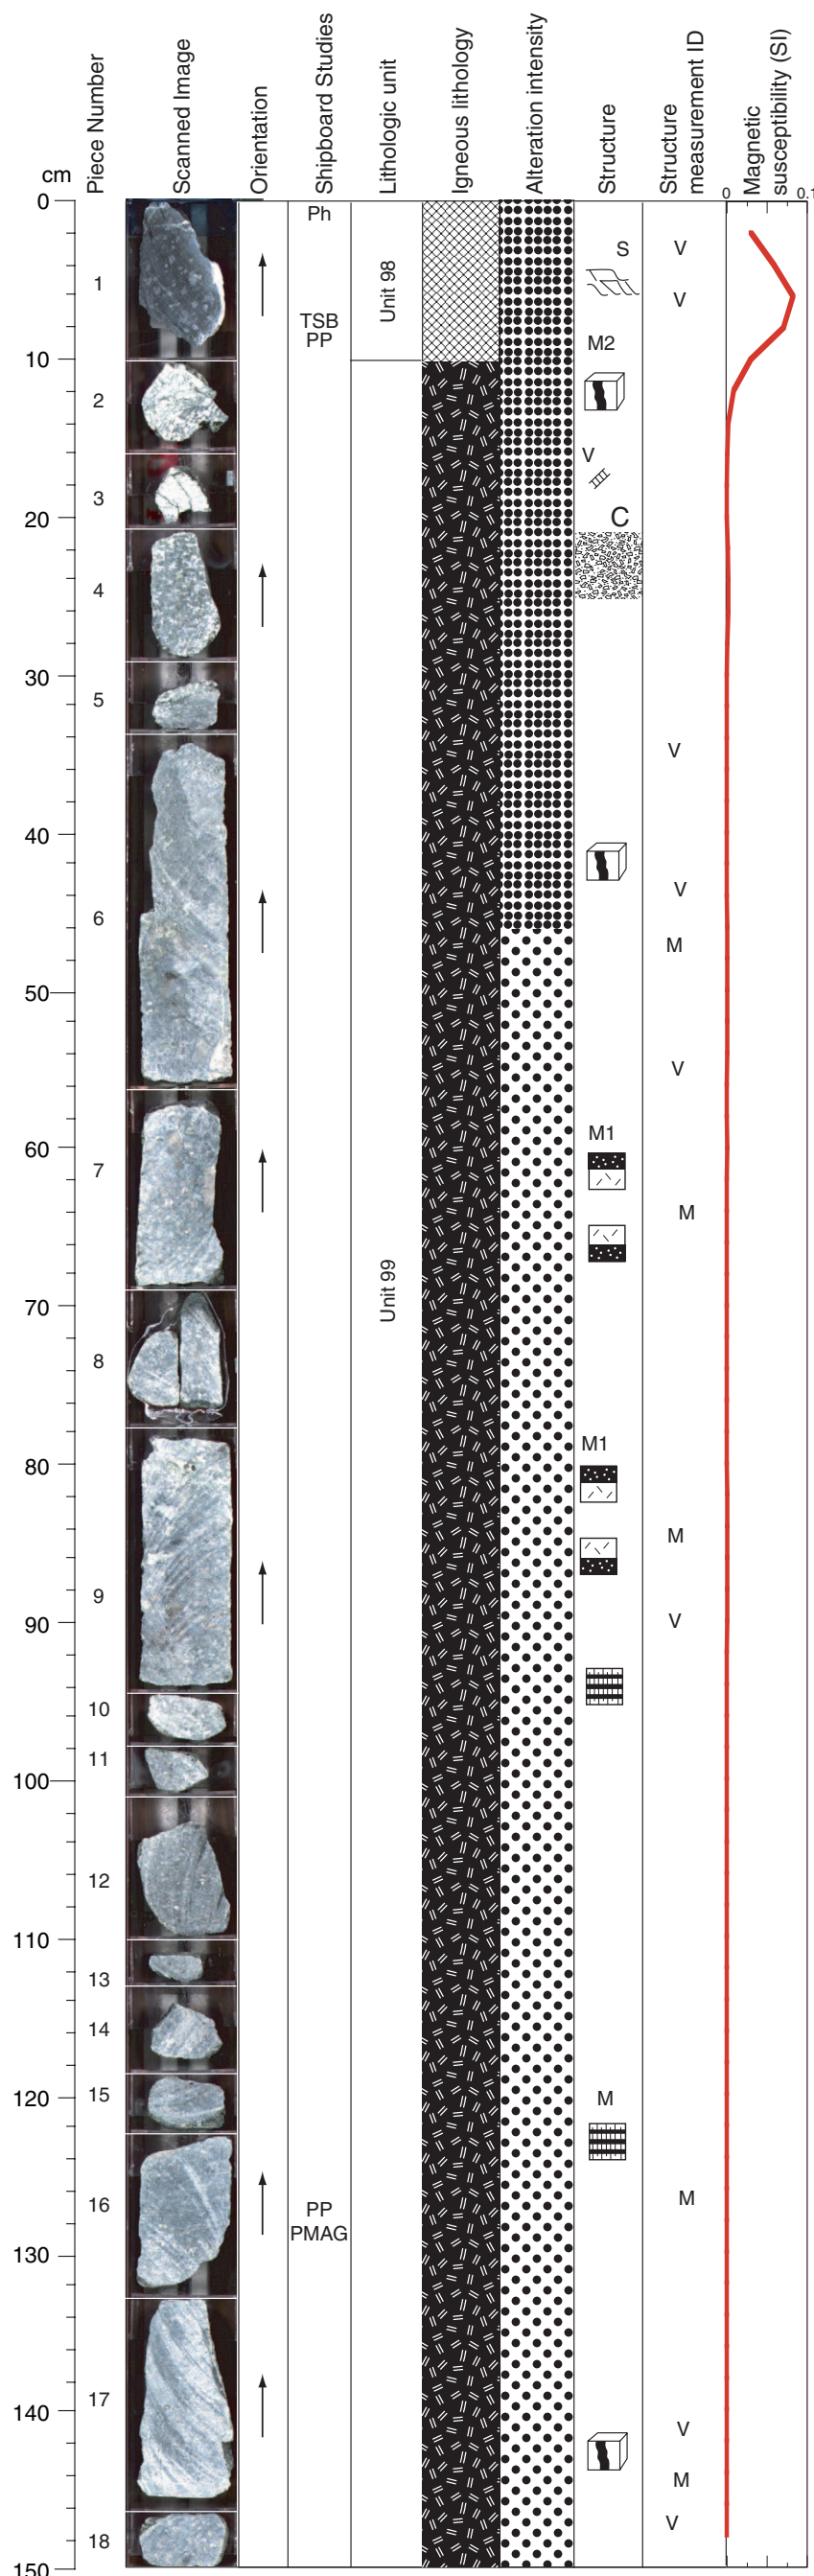 cm
Piece Number
Scanned Image
Orientation
Shipboard Studies
Lithologic unit
Igneous lithology
Alteration intensity
Structure
Structure
measurement ID
Magnetic
susceptibility (SI)
0
0.1
0
Ph
S
V
1
Unit 98
V
TSB
PP
M2
10
2
V
3
20
C
4
30
5
V
40
V
6
M
50
V
M1
60
7
M
Unit 99
70
8
M1
80
M
9
V
90
10
11
100
12
110
13
14
15
120
M
16
M
PP
PMAG
130
17
140
V
M
V
18
150